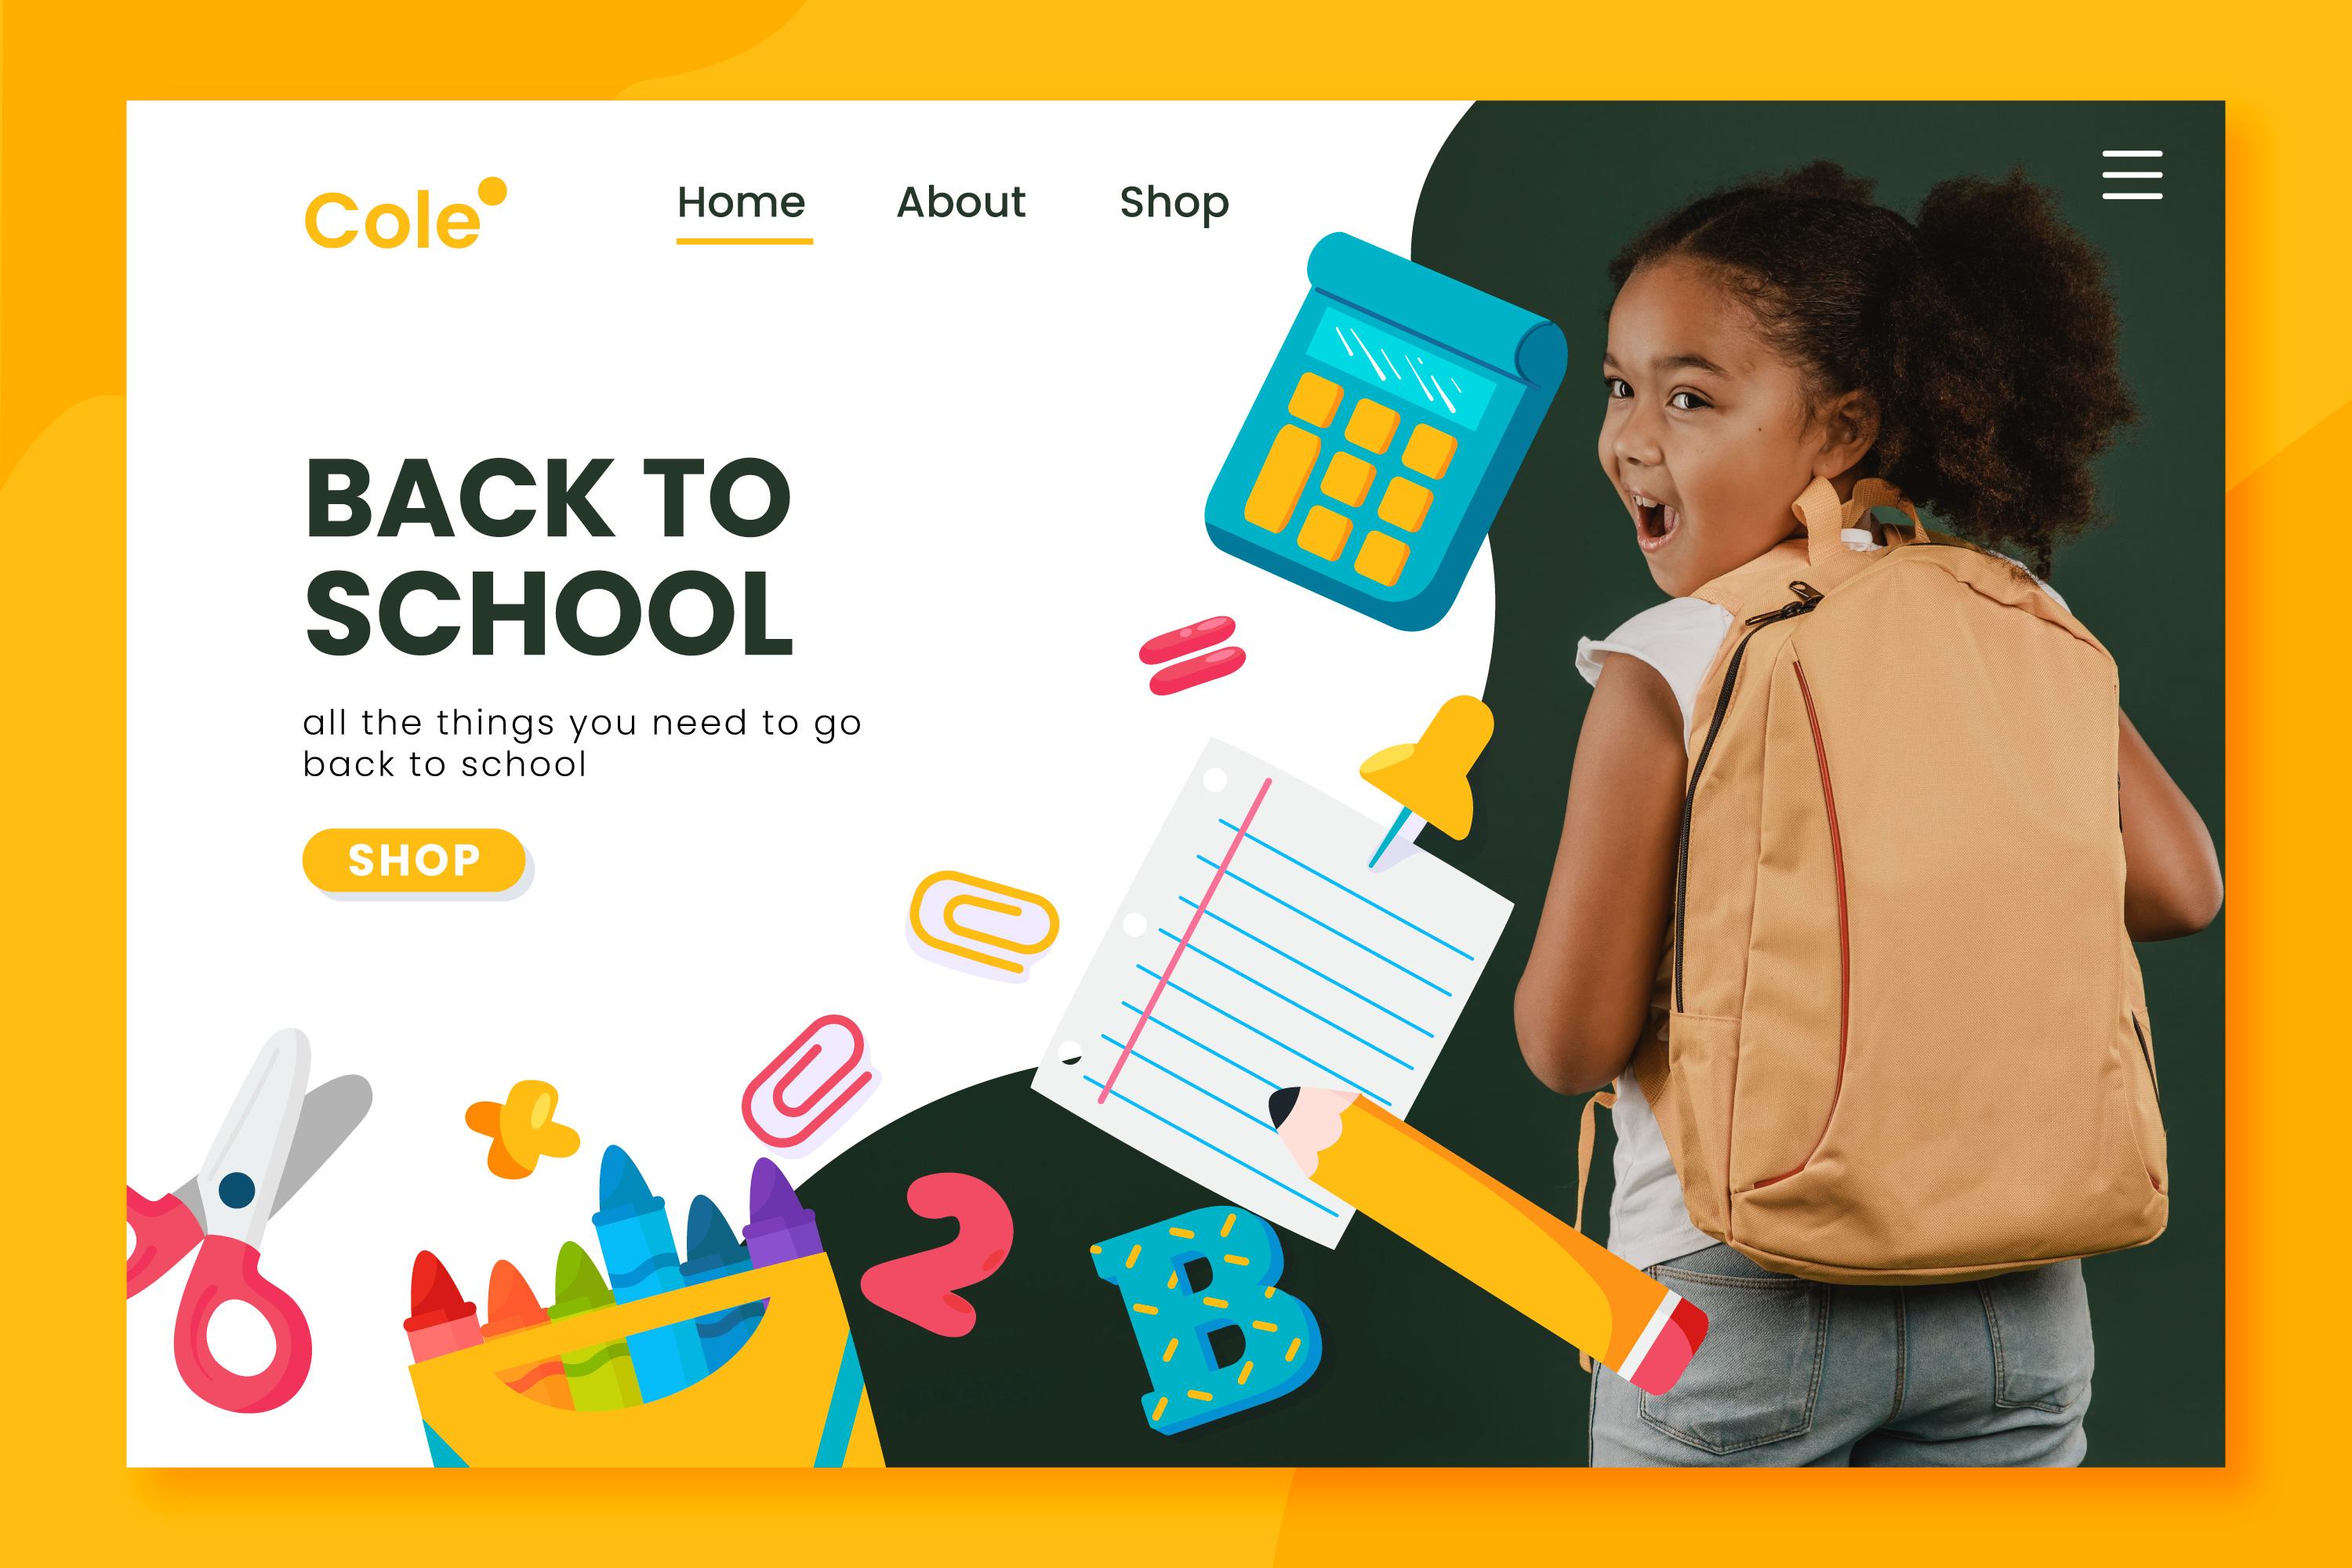 Cole
Home About Shop
BACK TO
SCHOOL
all the things you need to go
back to school
SHOP
2
B